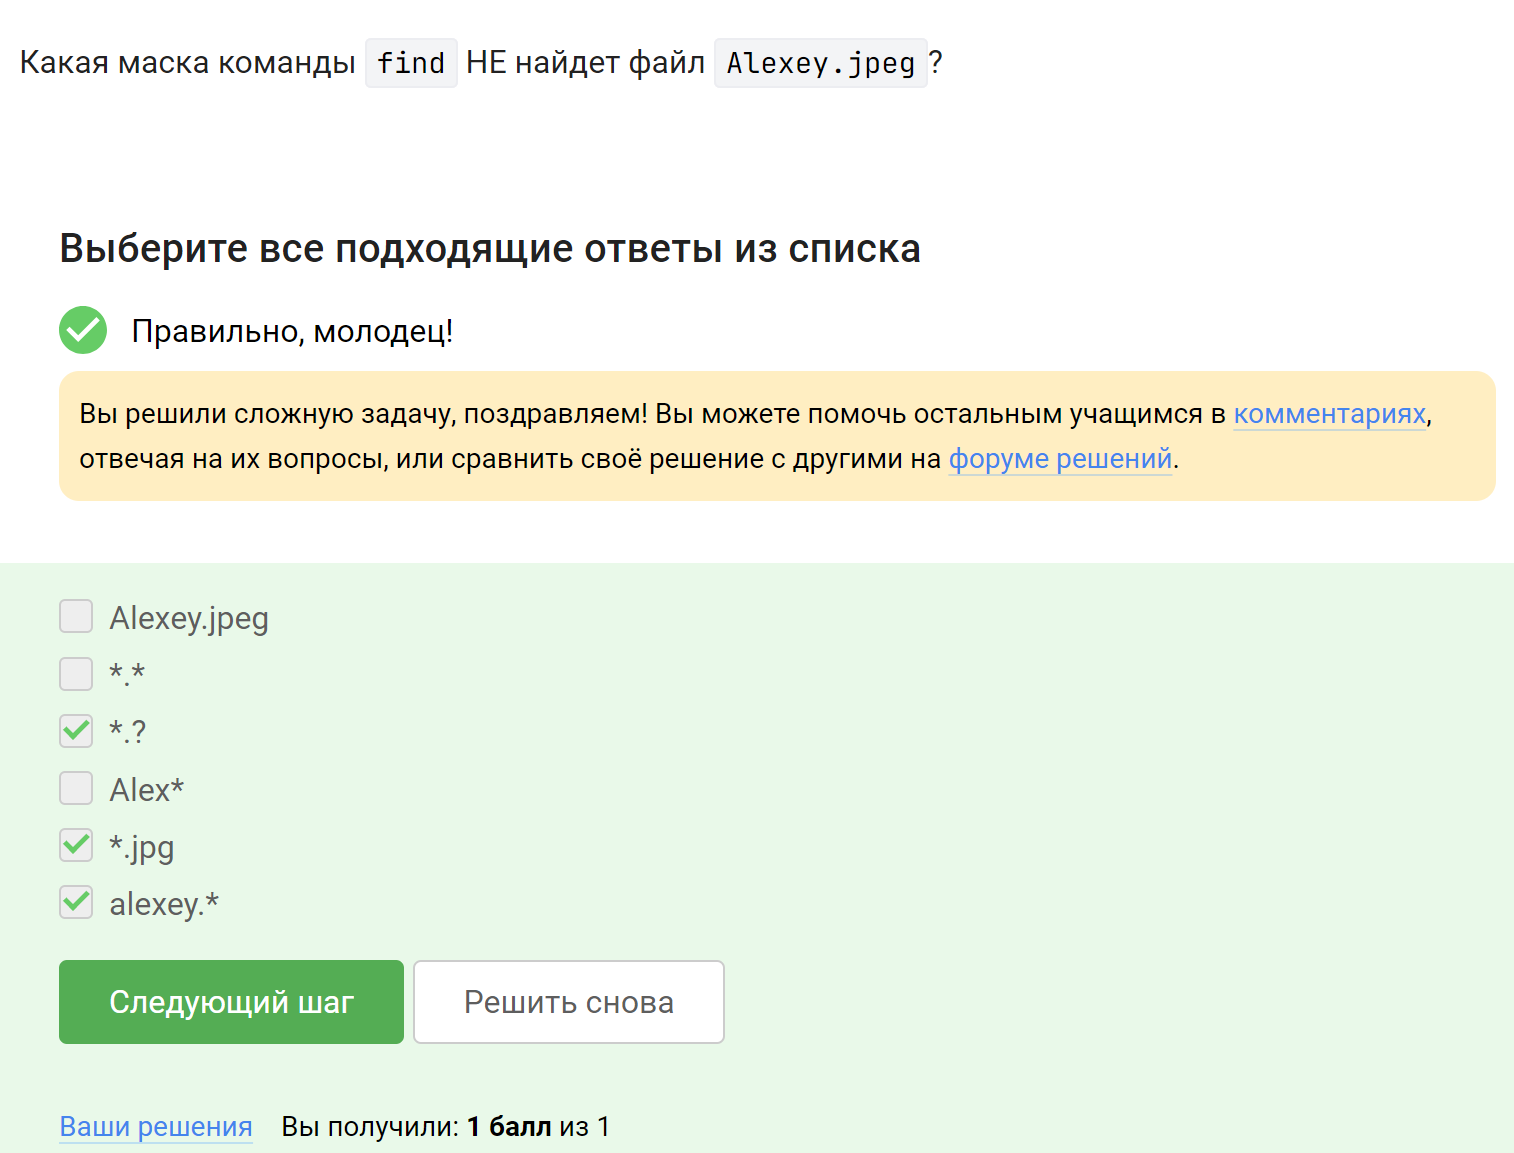 Какая маска команды find НЕ найдет файл Alexey.jpeg?
Выберите все подходящие ответы из списка
Правильно, молодец!
Вы решили сложную задачу, поздравляем! Вы можете помочь остальным учащимся в комментариях,
отвечая на их вопросы, или сравнить своё решение с другими на форуме решений.
Alexey.jpeg
*.*
*.?
Alex*
*.jpg
alexey.*
Следующий шаг Решить снова
Ваши решения Вы получили: 1 балл из 1